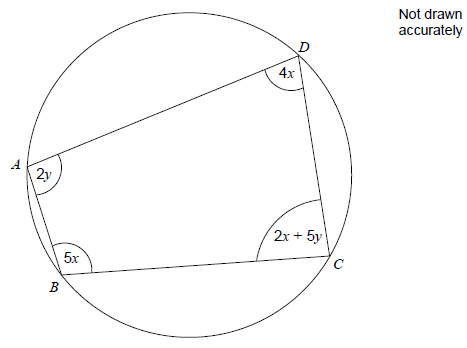 Not drawn
accurately
D
4x
A
2y
2x + 5y
5x
C
B